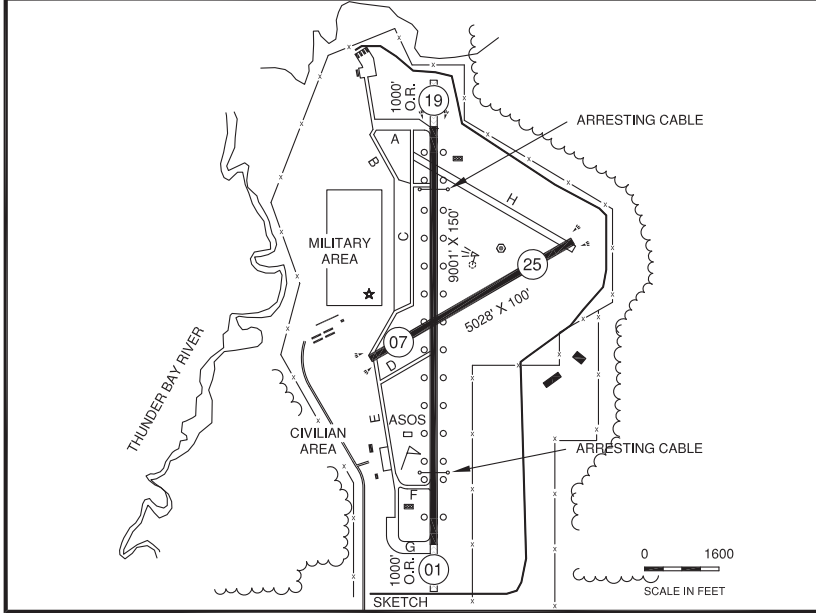 1000'
O.R.
19
ARRESTING CABLE
A
B
H
MILITARY
AREA
C
9001' X 150'
25
5028' X 100'
07
D
THUNDER BAY RIVER
E
ASOS
CIVILIAN
AREA
ARRESTING CABLE
F
G
1000'
O.R.
01
0 1600
SCALE IN FEET
SKETCH